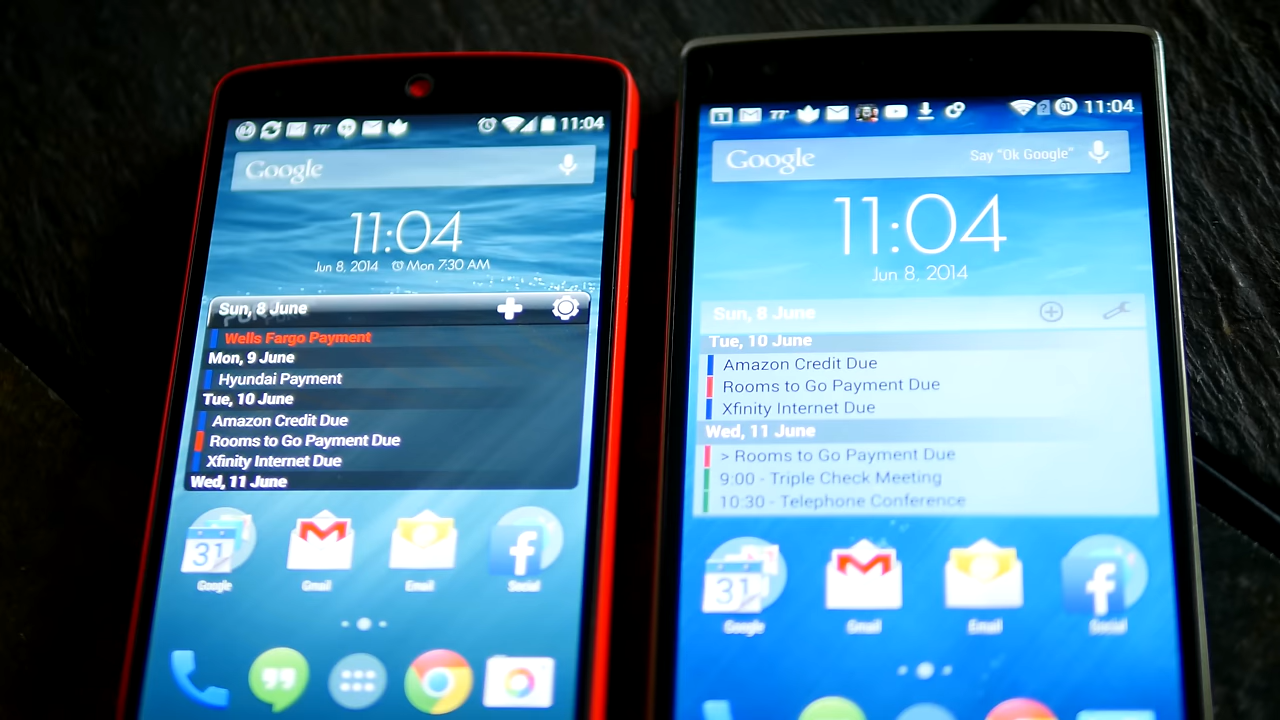 11:04
Google
11:04
Jun 8, 2014 Mon 7:30 AM
Sun, 8 June
Wells Fargo Payment
Mon, 9 June
Hyundai Payment
Tue, 10 June
Amazon Credit Due
Rooms to Go Payment Due
Xfinity Internet Due
Wed, 11 June
31
Google
Gmail
Email
Social
11:04
Google Say "Ok Google"
11:04
Jun 8, 2014
Sun, 8 June
Tue, 10 June
Amazon Credit Due
Rooms to Go Payment Due
Xfinity Internet Due
Wed, 11 June
> Rooms to Go Payment Due
9:00 - Triple Check Meeting
10:30 - Telephone Conference
31
Google
Gmail
Email
Social